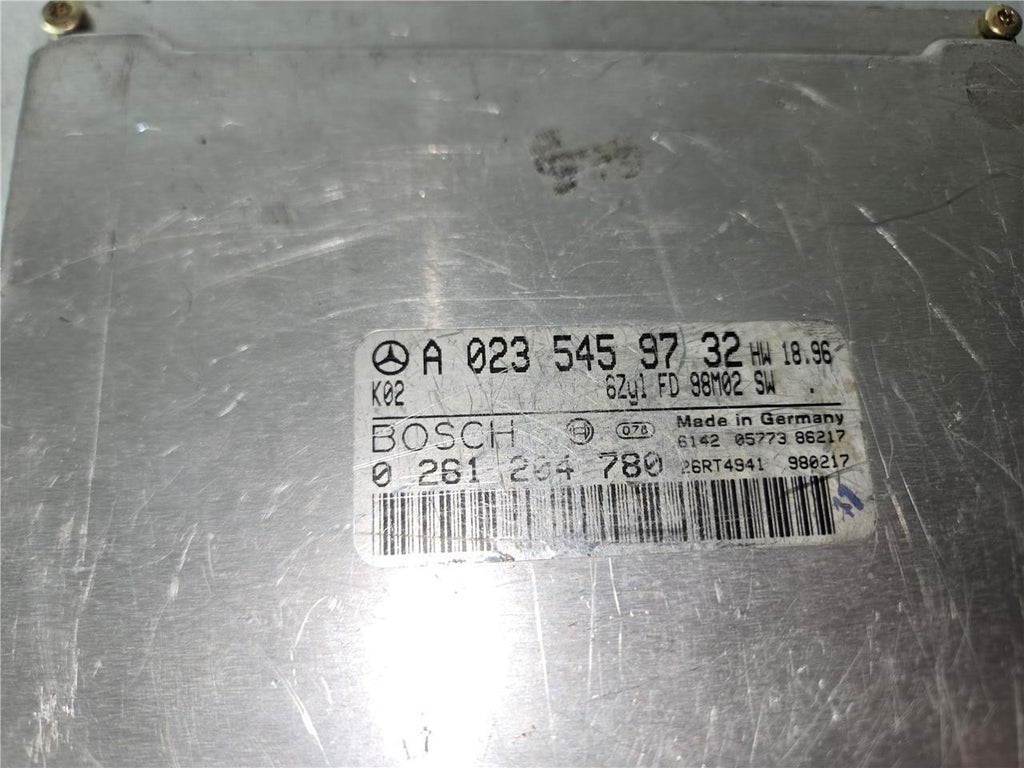 A 023 545 97 32 HW 18.96
K02 6Zyl FD 98M02 SW .
BOSCH 078 Made in Germany
6142 05773 86217
0 261 204 780 26RT4941 980217